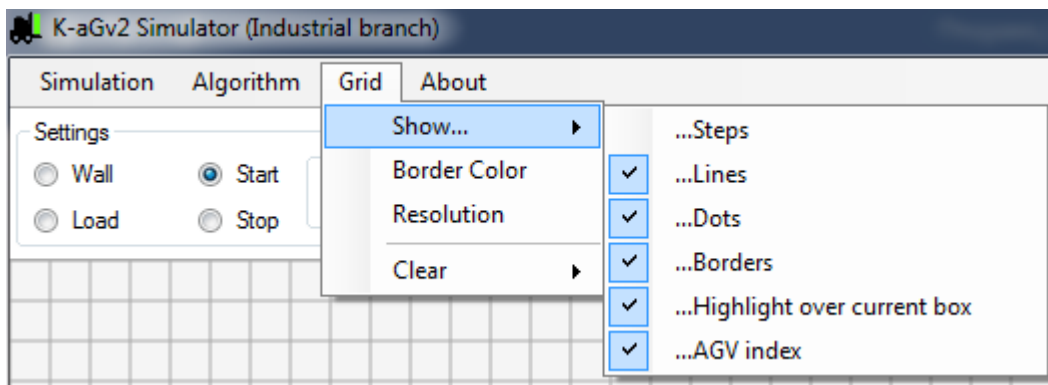 K-aGv2 Simulator (Industrial branch)
Simulation Algorithm Grid About
Settings
Wall Start
Load Stop
Show...
Border Color
Resolution
Clear
...Steps
...Lines
...Dots
...Borders
...Highlight over current box
...AGV index